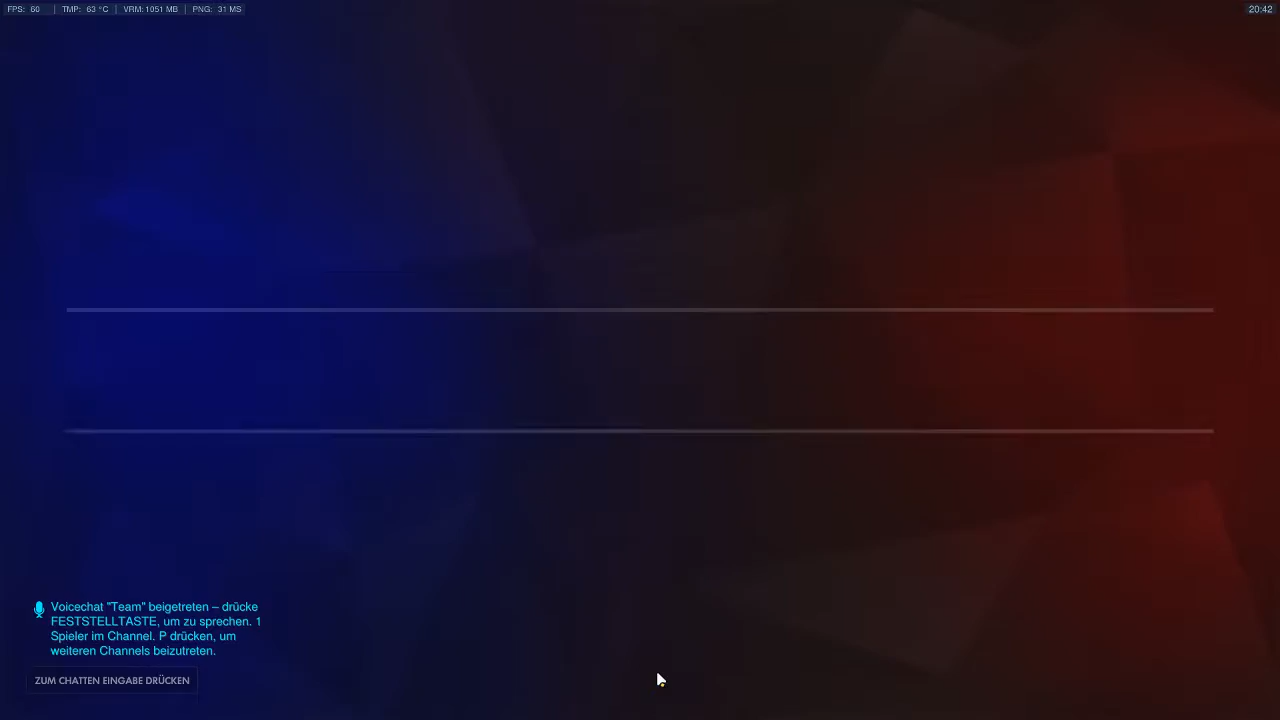 FPS: 60 | TMP: 63 °C | VRM: 1051 MB | PNG: 31 MS
20:42
Voicechat "Team" beigetreten – drücke
FESTSTELLTASTE, um zu sprechen. 1
Spieler im Channel. P drücken, um
weiteren Channels beizutreten.
ZUM CHATTEN EINGABE DRÜCKEN